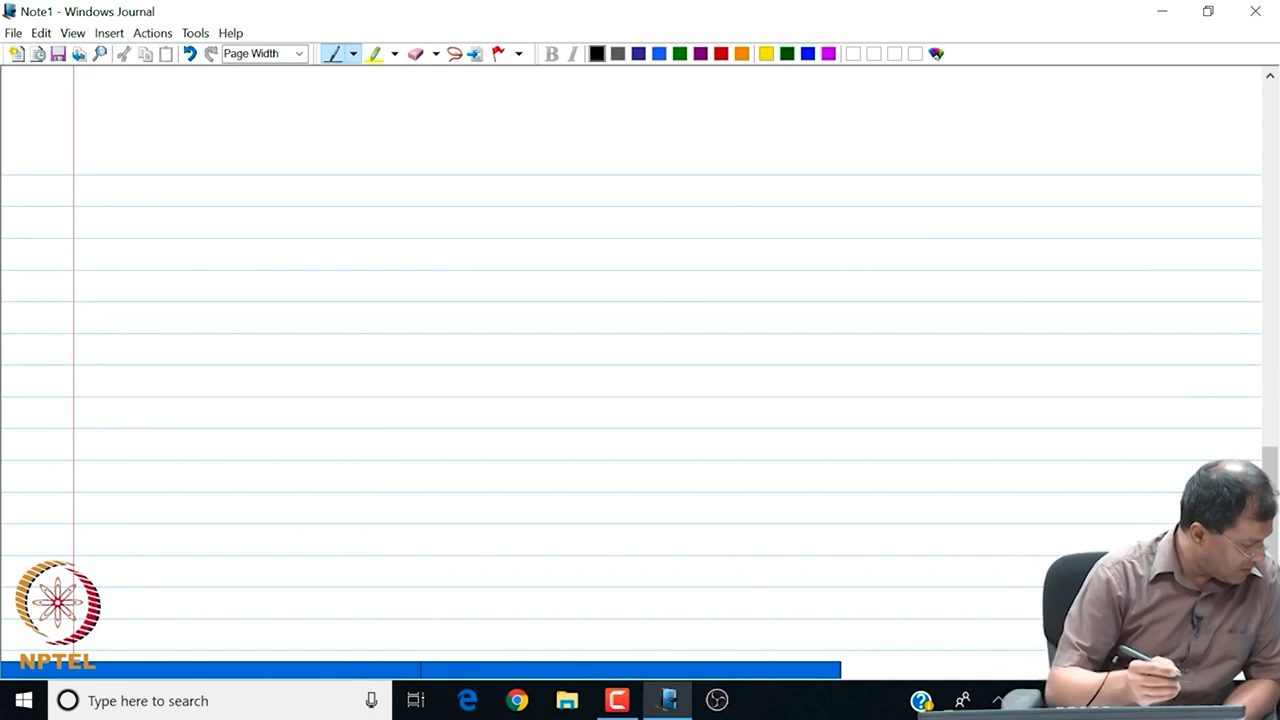 Note1 - Windows Journal
File Edit View Insert Actions Tools Help
Page Width B I
NPTEL
Type here to search